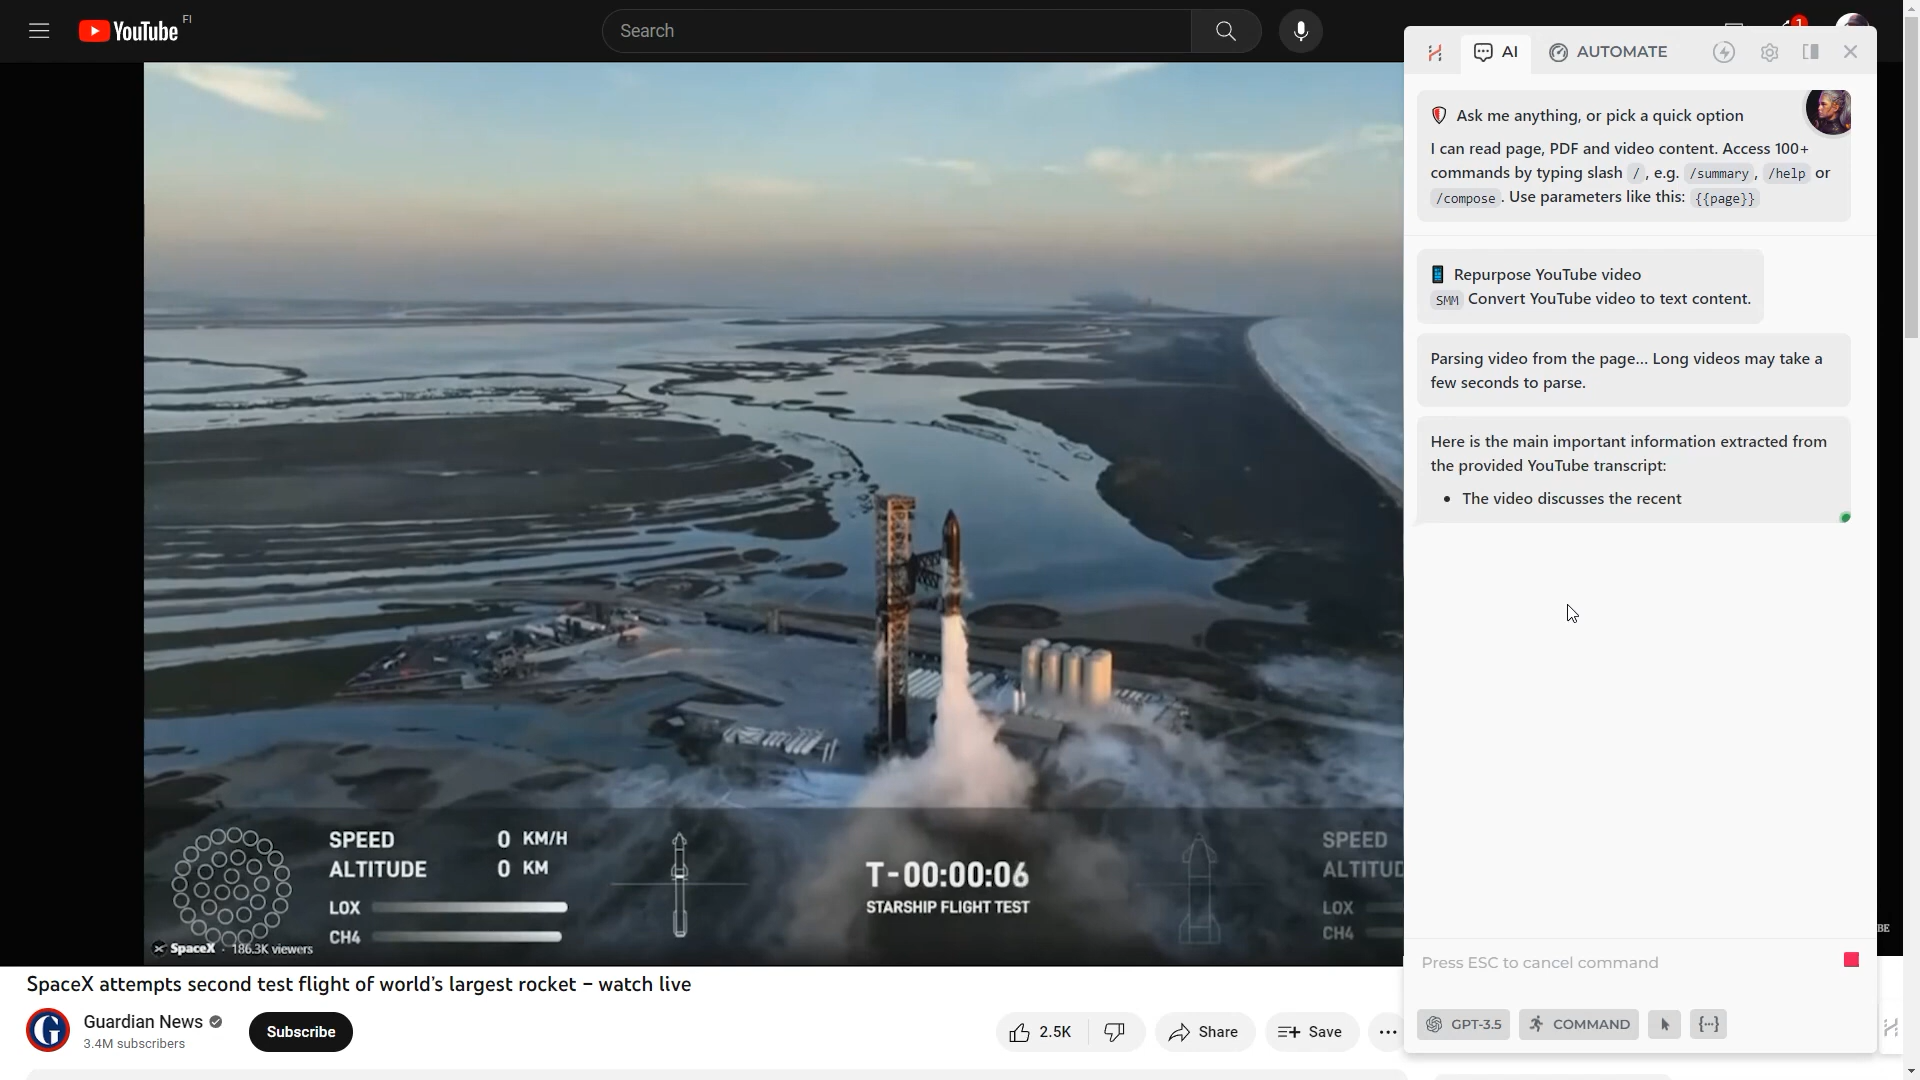 YouTube FI
Search
1
AI
AUTOMATE
Ask me anything, or pick a quick option
I can read page, PDF and video content. Access 100+
commands by typing slash /, e.g. /summary, /help or
/compose. Use parameters like this: {{page}}
Repurpose YouTube video
SMM Convert YouTube video to text content.
Parsing video from the page... Long videos may take a
few seconds to parse.
Here is the main important information extracted from
the provided YouTube transcript:
• The video discusses the recent
SPEED 0 KM/H
ALTITUDE 0 KM
LOX
CH4
T-00:00:06
STARSHIP FLIGHT TEST
SPEED
ALTITUD
LOX
CH4
SpaceX · 186.3K viewers
BE
Press ESC to cancel command
GPT-3.5
COMMAND
{...}
SpaceX attempts second test flight of world's largest rocket – watch live
Guardian News
3.4M subscribers
Subscribe
2.5K
Share
Save